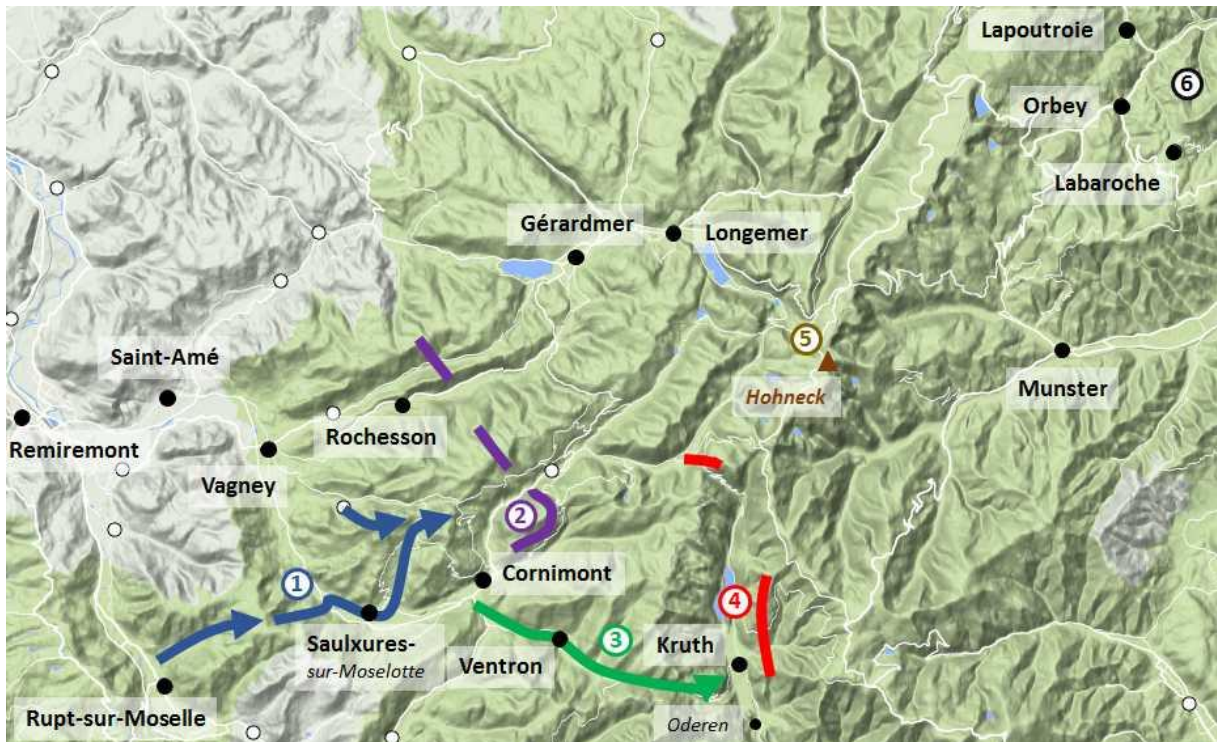 Lapoutroie
6
Orbey
Labaroche
Gérardmer
Longemer
Saint-Amé
5
Hohneck
Munster
Remiremont
Rochesson
Vagney
2
1
Cornimont
4
3
Saulxures-
sur-Moselotte
Ventron
Kruth
Rupt-sur-Moselle
Oderen